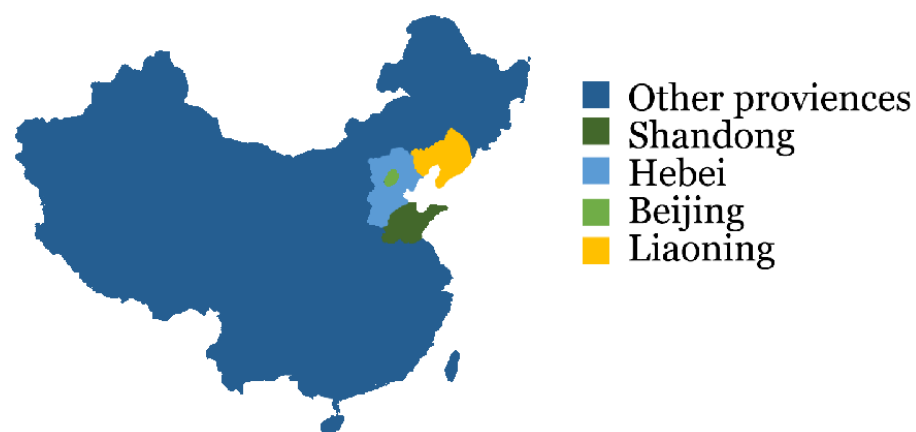 Other proviences
Shandong
Hebei
Beijing
Liaoning